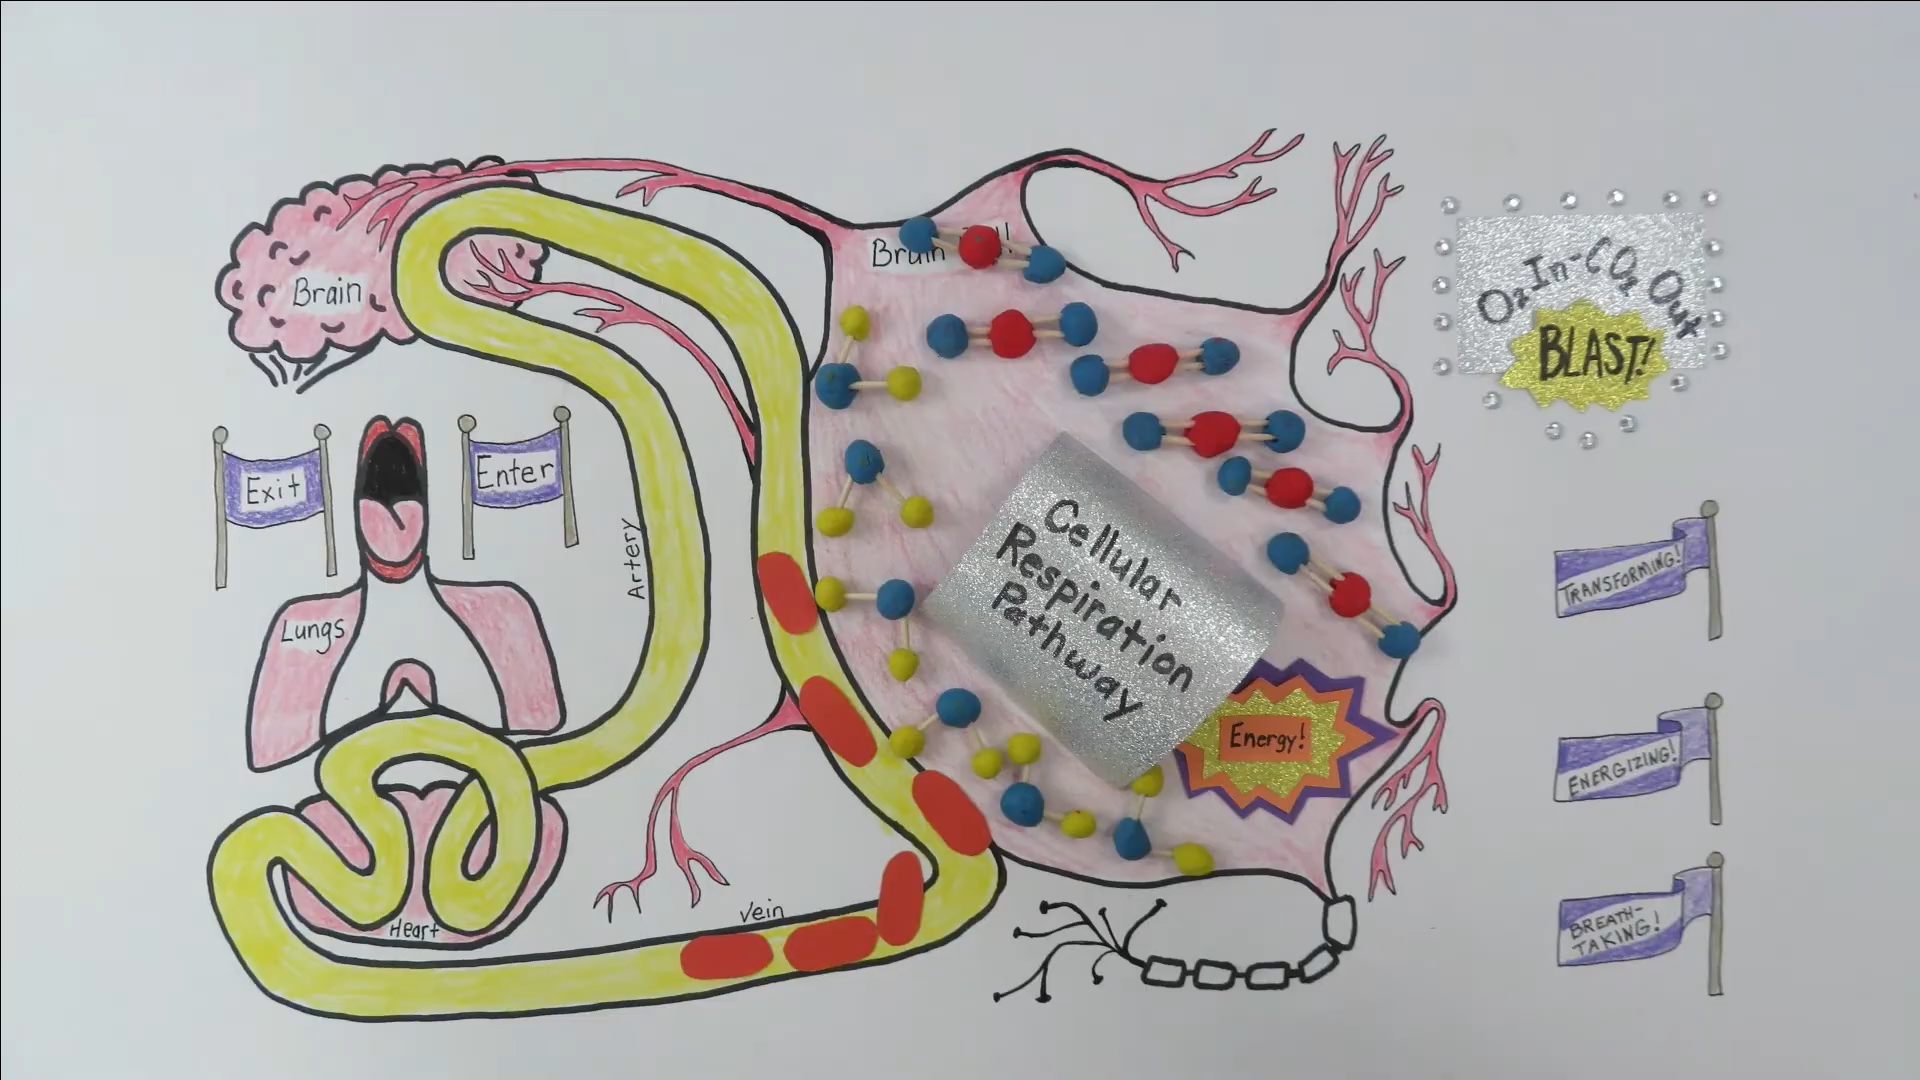 Brain
Brain
O₂ In-CO₂ Out
BLAST!
Exit
Enter
Artery
Lungs
Cellular
Respiration
Pathway
Energy!
Vein
Heart
TRANSFORMING!
ENERGIZING!
BREATH-
TAKING!